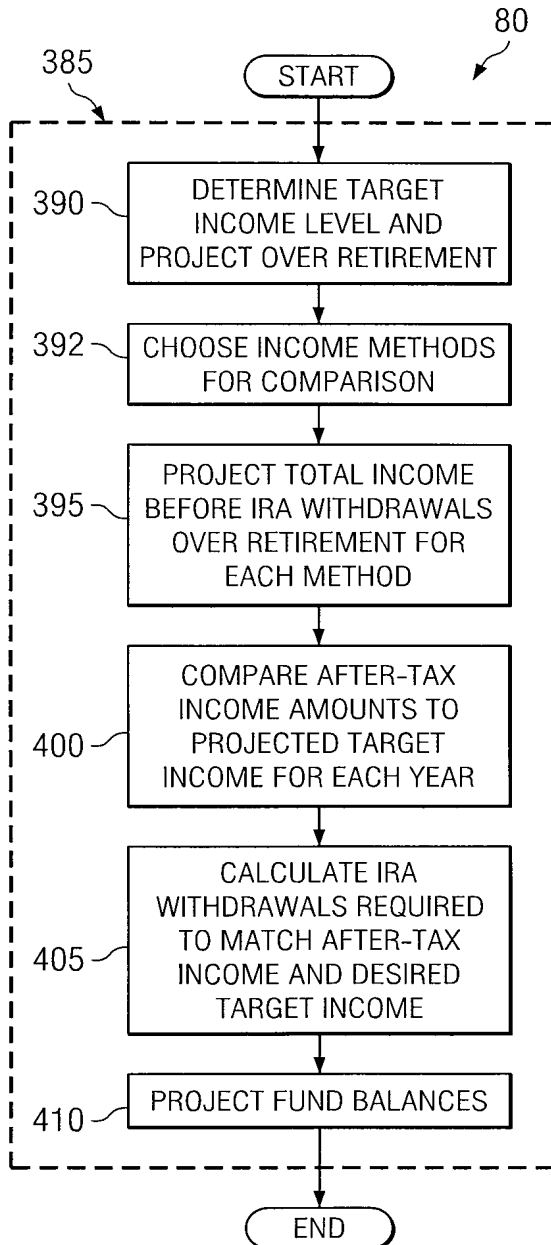 80
385
START
390
DETERMINE TARGET
INCOME LEVEL AND
PROJECT OVER RETIREMENT
392
CHOOSE INCOME METHODS
FOR COMPARISON
395
PROJECT TOTAL INCOME
BEFORE IRA WITHDRAWALS
OVER RETIREMENT FOR
EACH METHOD
400
COMPARE AFTER-TAX
INCOME AMOUNTS TO
PROJECTED TARGET
INCOME FOR EACH YEAR
405
CALCULATE IRA
WITHDRAWALS REQUIRED
TO MATCH AFTER-TAX
INCOME AND DESIRED
TARGET INCOME
410
PROJECT FUND BALANCES
END